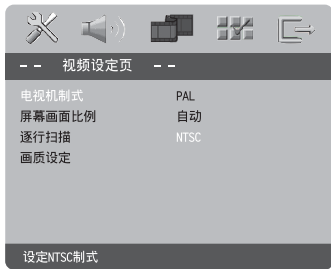 -- 视频设定页 --
电视机制式 PAL
屏幕画面比例 自动
逐行扫描 NTSC
画质设定
设定NTSC制式